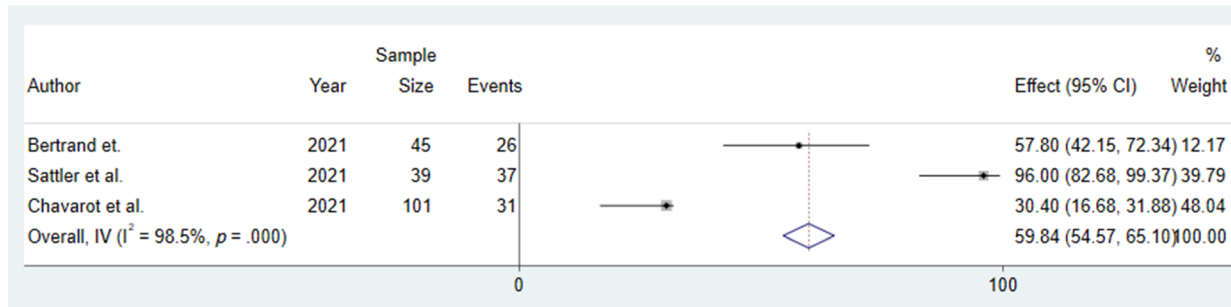 Sample %
Author Year Size Events Effect (95% CI) Weight
Bertrand et. 2021 45 26 57.80 (42.15, 72.34) 12.17
Sattler et al. 2021 39 37 96.00 (82.68, 99.37) 39.79
Chavarot et al. 2021 101 31 30.40 (16.68, 31.88) 48.04
Overall, IV (I² = 98.5%, p = .000) 59.84 (54.57, 65.10) 100.00
0 100